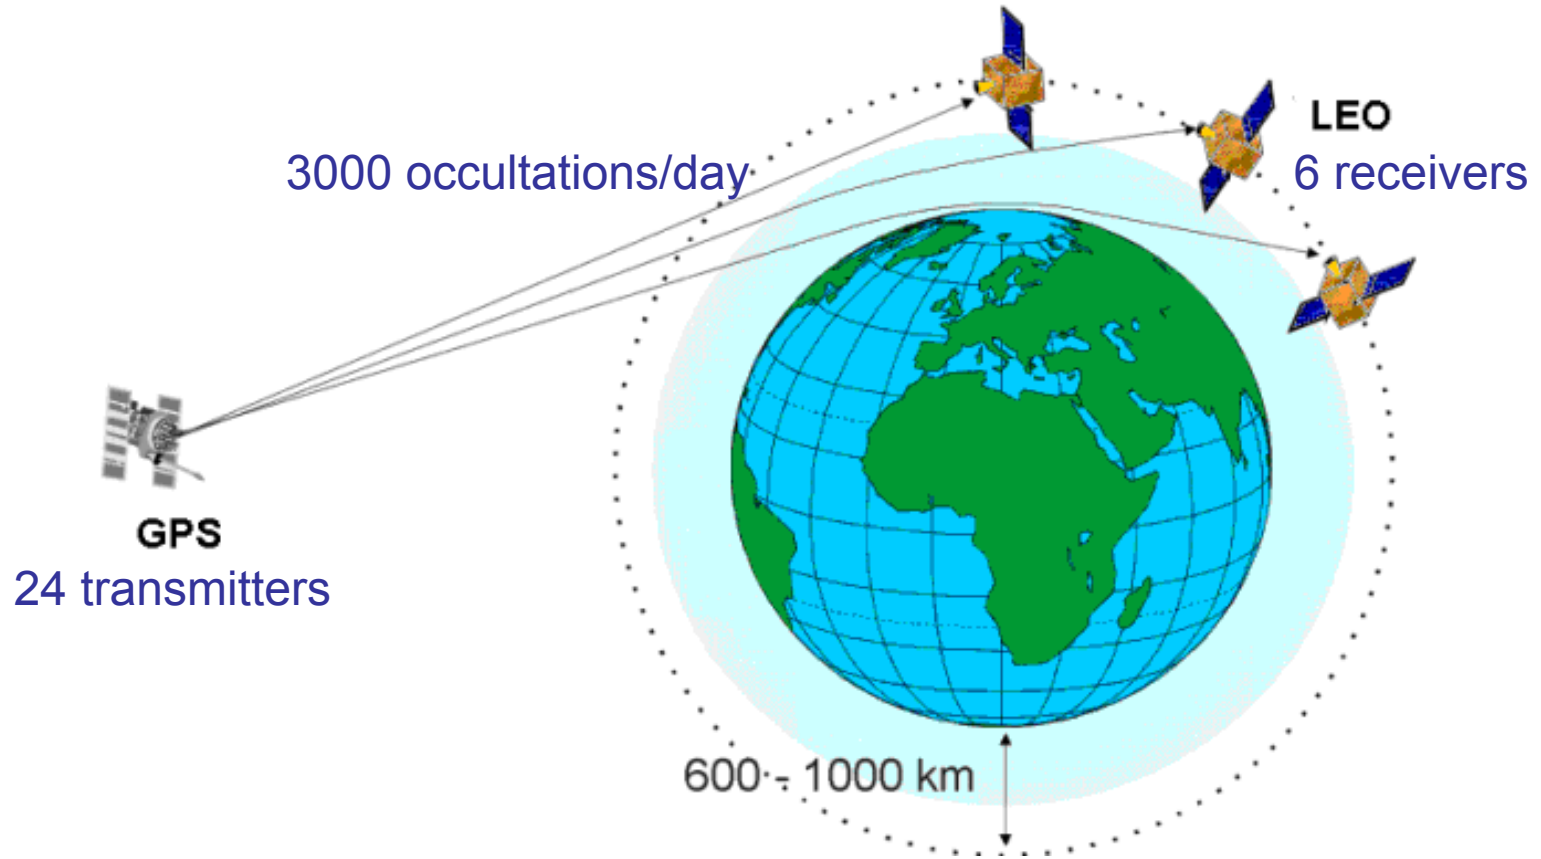 LEO
3000 occultations/day
6 receivers
GPS
24 transmitters
600 - 1000 km